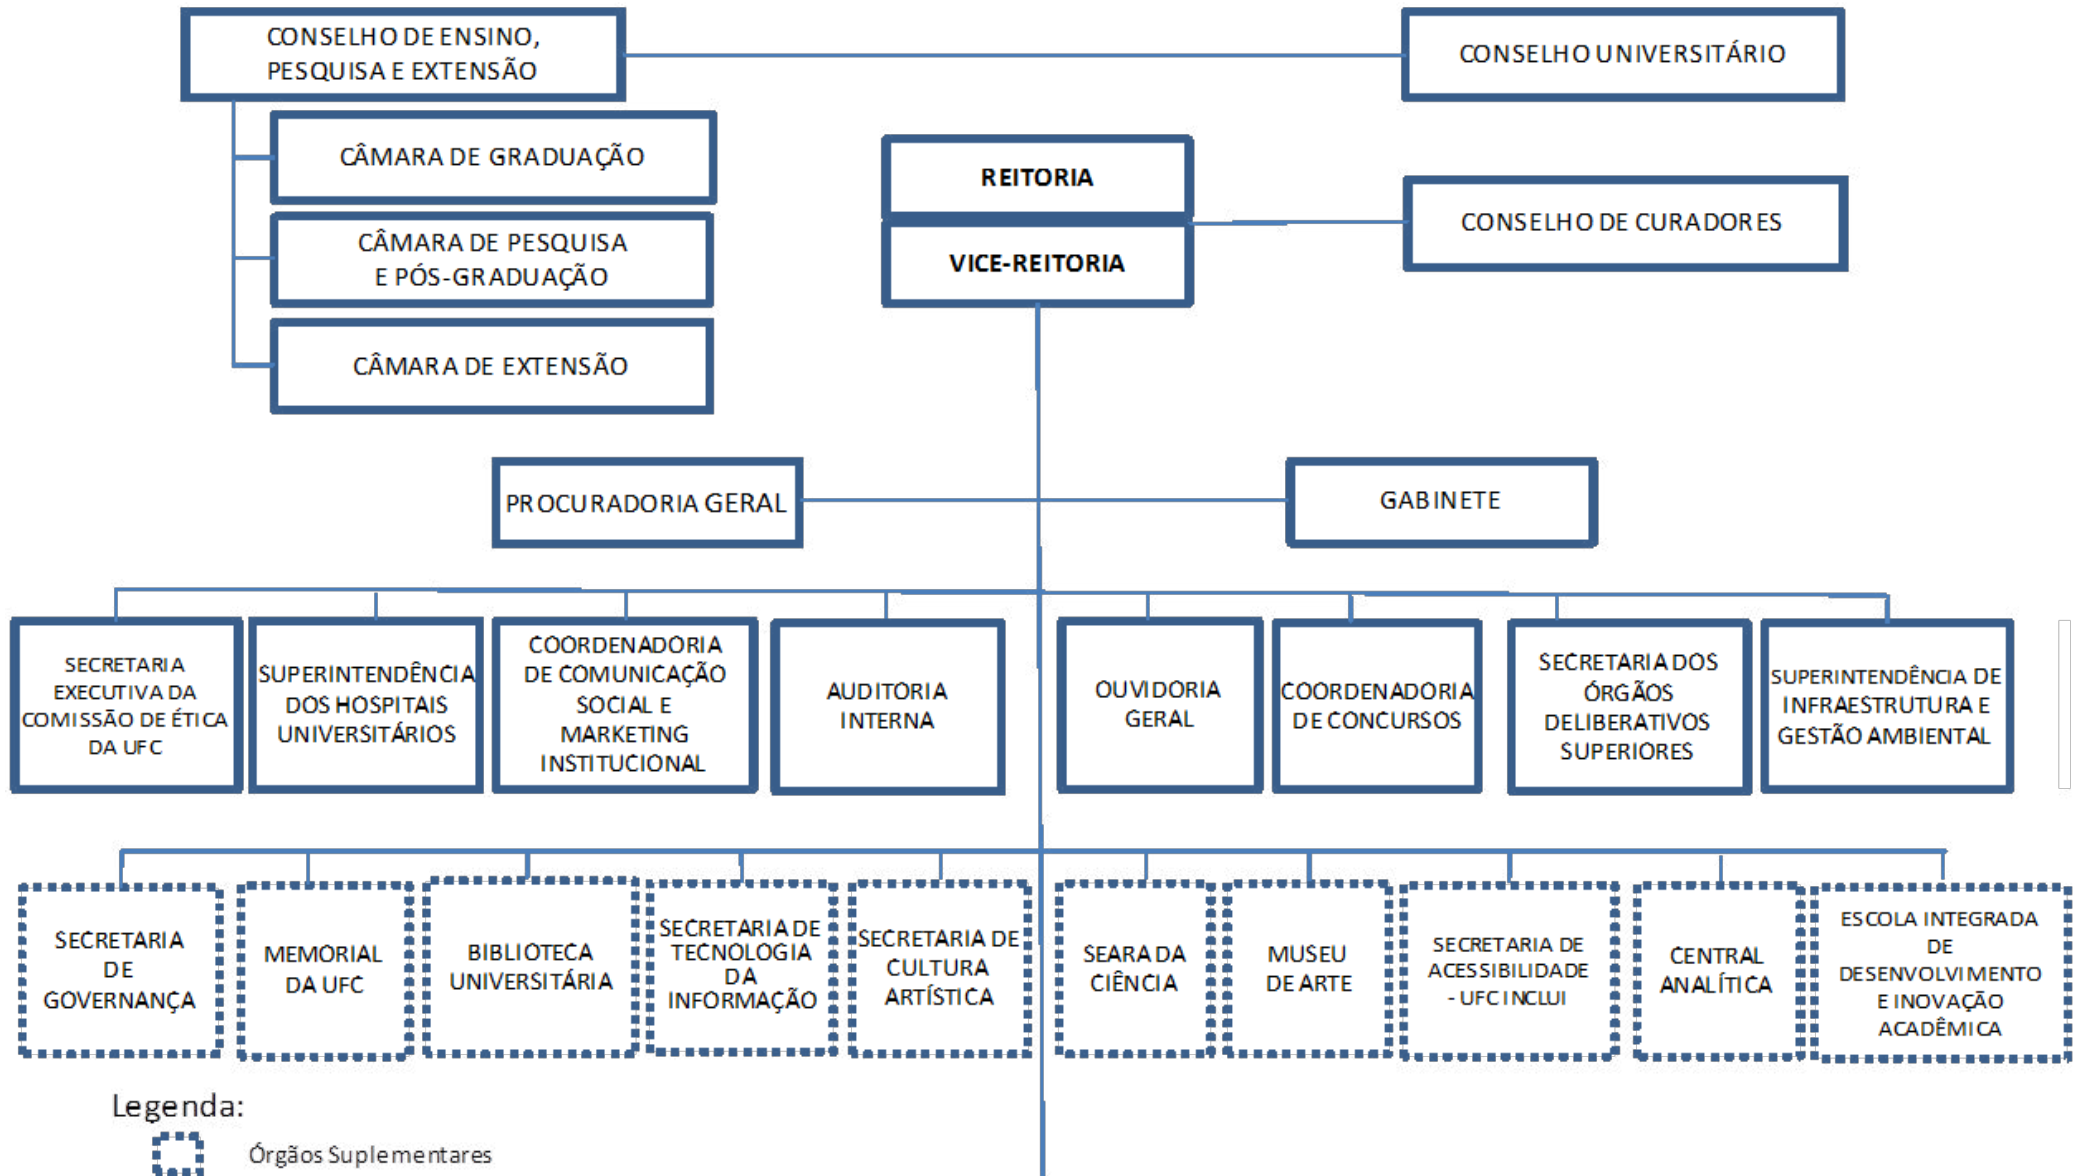 CONSELHO DE ENSINO,
PESQUISA E EXTENSÃO
CONSELHO UNIVERSITÁRIO
CÂMARA DE GRADUAÇÃO
REITORIA
CÂMARA DE PESQUISA
E PÓS-GRADUAÇÃO
VICE-REITORIA
CONSELHO DE CURADORES
CÂMARA DE EXTENSÃO
PROCURADORIA GERAL
GABINETE
SECRETARIA
EXECUTIVA DA
COMISSÃO DE ÉTICA
DA UFC
SUPERINTENDÊNCIA
DOS HOSPITAIS
UNIVERSITÁRIOS
COORDENADORIA
DE COMUNICAÇÃO
SOCIAL E
MARKETING
INSTITUCIONAL
AUDITORIA
INTERNA
OUVIDORIA
GERAL
COORDENADORIA
DE CONCURSOS
SECRETARIA DOS
ÓRGÃOS
DELIBERATIVOS
SUPERIORES
SUPERINTENDÊNCIA DE
INFRAESTRUTURA E
GESTÃO AMBIENTAL
SECRETARIA
DE
GOVERNANÇA
MEMORIAL
DA UFC
BIBLIOTECA
UNIVERSITÁRIA
SECRETARIA DE
TECNOLOGIA
DA
INFORMAÇÃO
SECRETARIA DE
CULTURA
ARTÍSTICA
SEARA DA
CIÊNCIA
MUSEU
DE ARTE
SECRETARIA DE
ACESSIBILIDADE
- UFC INCLUI
CENTRAL
ANALÍTICA
ESCOLA INTEGRADA
DE
DESENVOLVIMENTO
E INOVAÇÃO
ACADÊMICA
Legenda:
Órgãos Suplementares